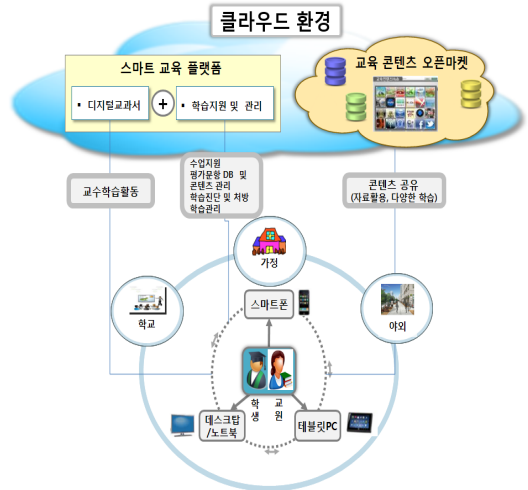 클라우드 환경
스마트 교육 플랫폼
▪ 디지털교과서
+
▪ 학습지원 및 관리
교육 콘텐츠 오픈마켓
교수학습활동
수업지원
평가문항 DB 및
콘텐츠 관리
학습진단 및 처방
학습관리
콘텐츠 공유
(자료활용, 다양한 학습)
가정
학교
야외
스마트폰
학생
교원
데스크탑
/노트북
테블릿PC